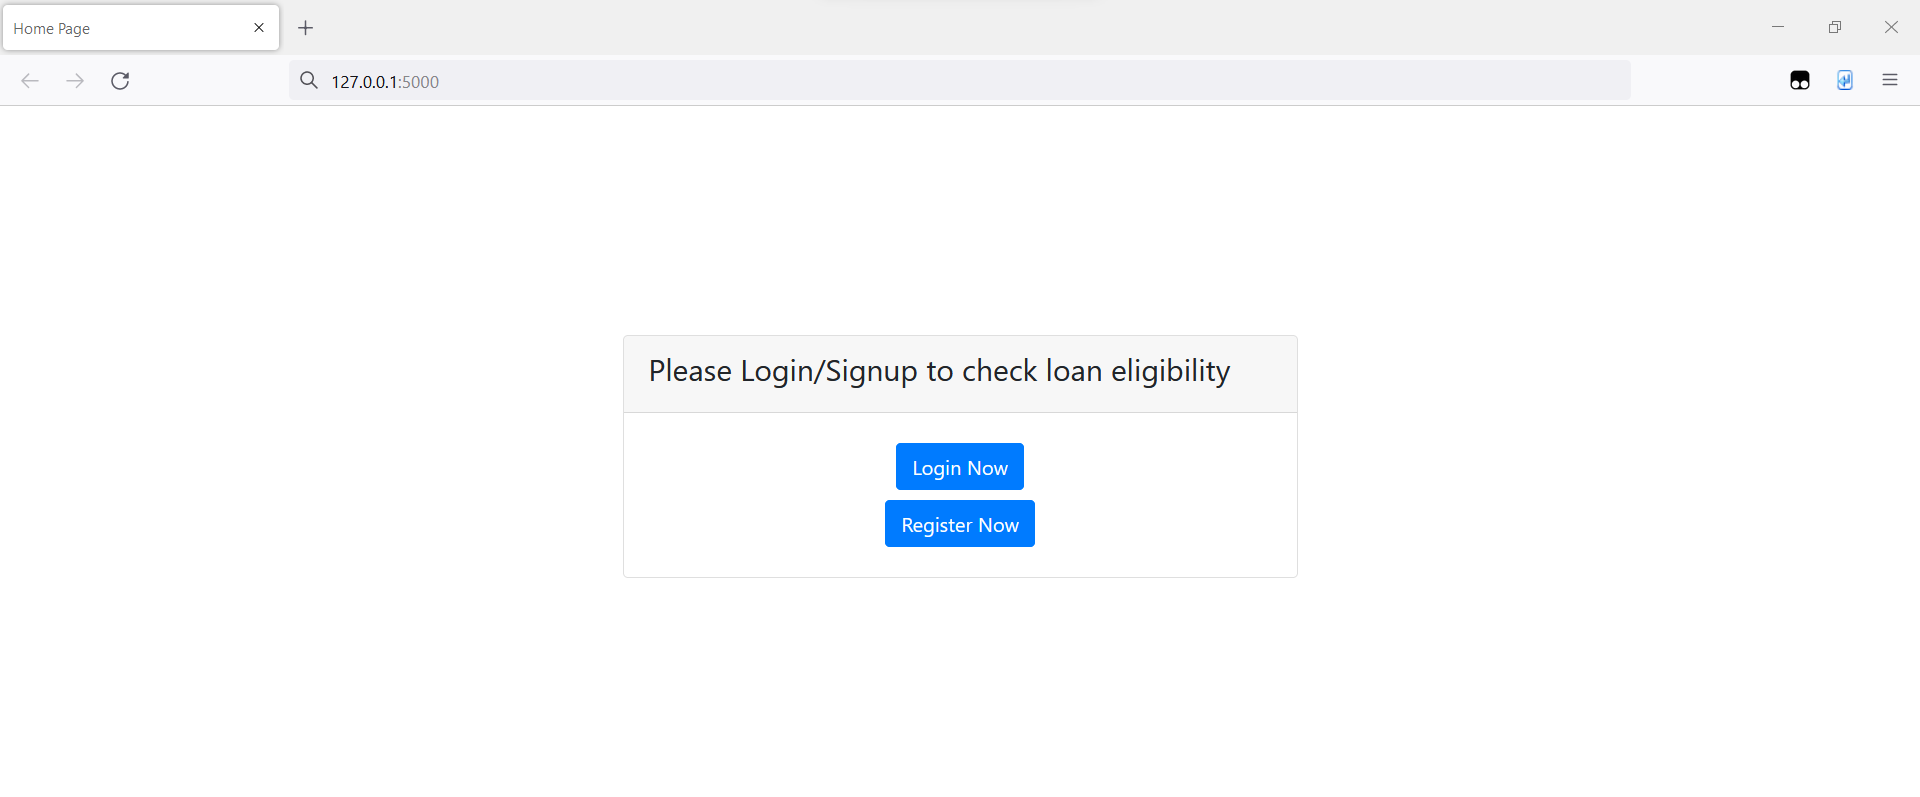 Home Page
127.0.0.1:5000
Please Login/Signup to check loan eligibility
Login Now
Register Now